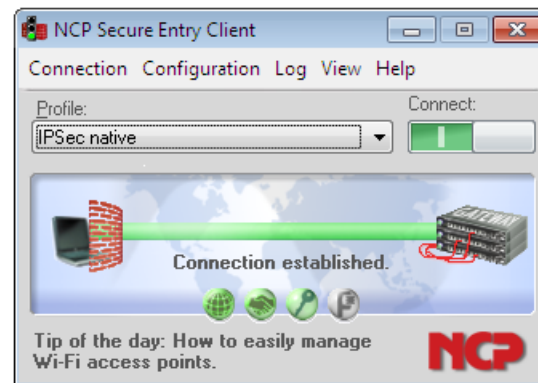 NCP Secure Entry Client
Connection Configuration Log View Help
Profile:
Connect:
IPSec native
GATEWAY
Connection established.
Tip of the day: How to easily manage
Wi-Fi access points.
NCP